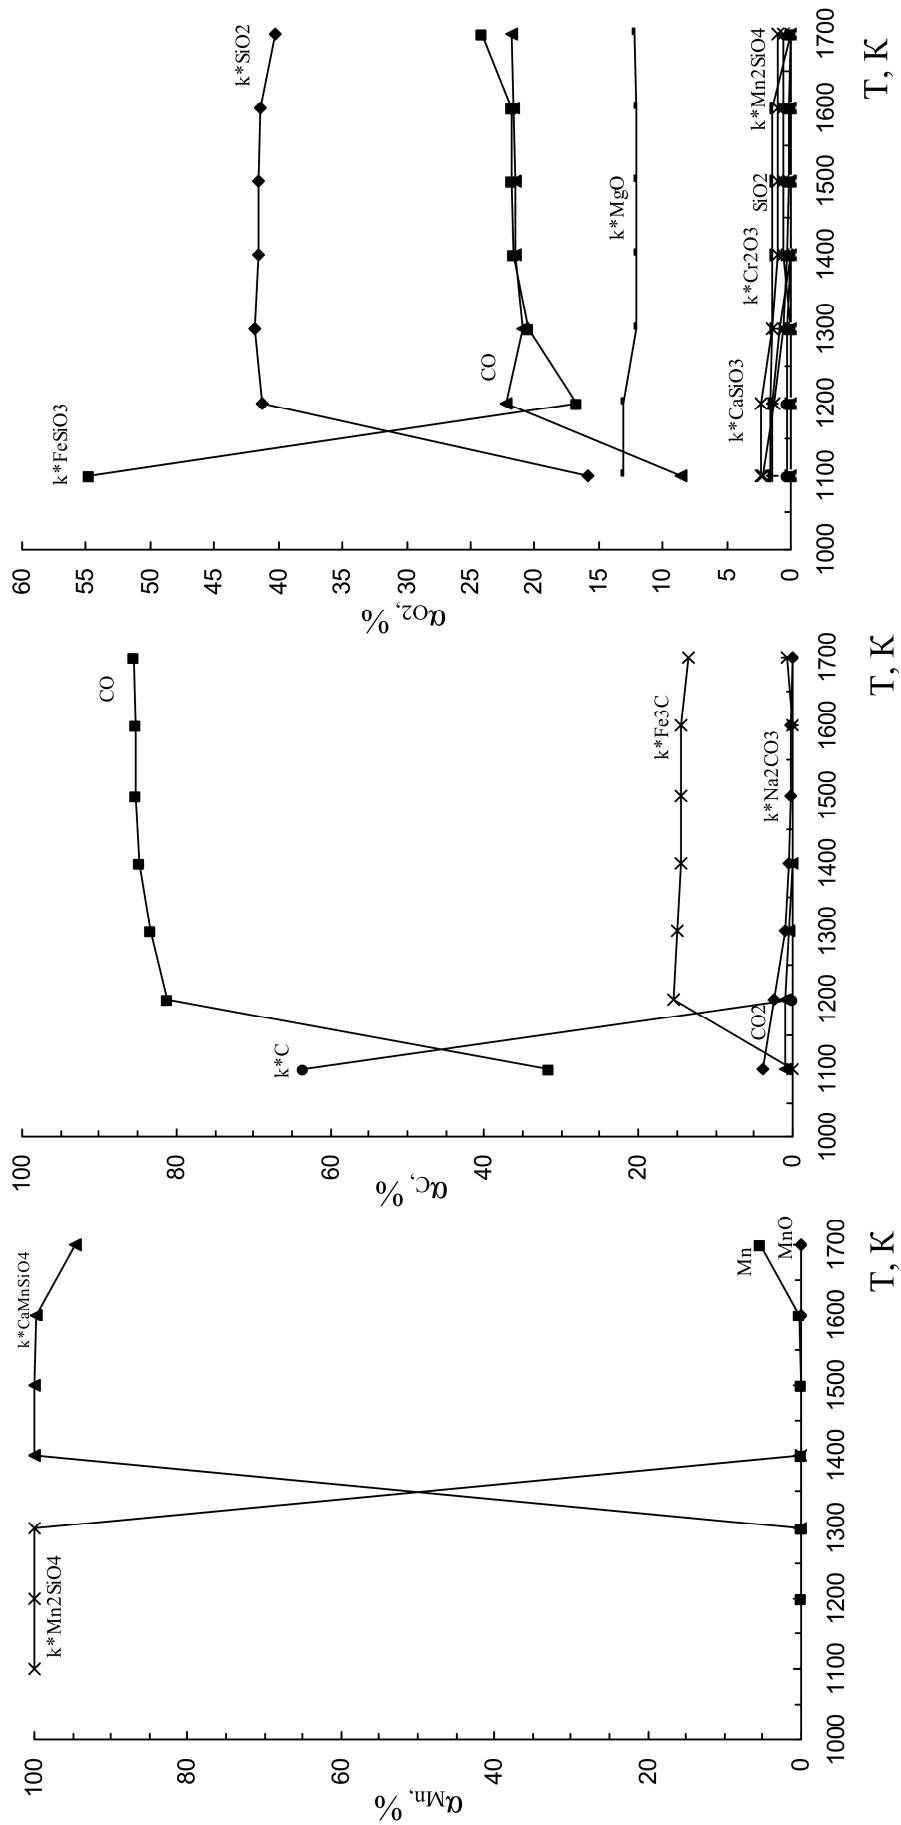 α Mn, %
100
80
60
40
20
0
1000 1100 1200 1300 1400 1500 1600 1700
T, K
k*Mn2SiO4
k*CaMnSiO4
Mn
MnO
α C, %
100
80
60
40
20
0
1000 1100 1200 1300 1400 1500 1600 1700
T, K
k*C
CO
CO2
k*Fe3C
k*Na2CO3
α O2, %
60
55
50
45
40
35
30
25
20
15
10
5
0
1000 1100 1200 1300 1400 1500 1600 1700
T, K
k*FeSiO3
k*SiO2
CO
k*MgO
k*CaSiO3
k*Cr2O3
SiO2
k*Mn2SiO4